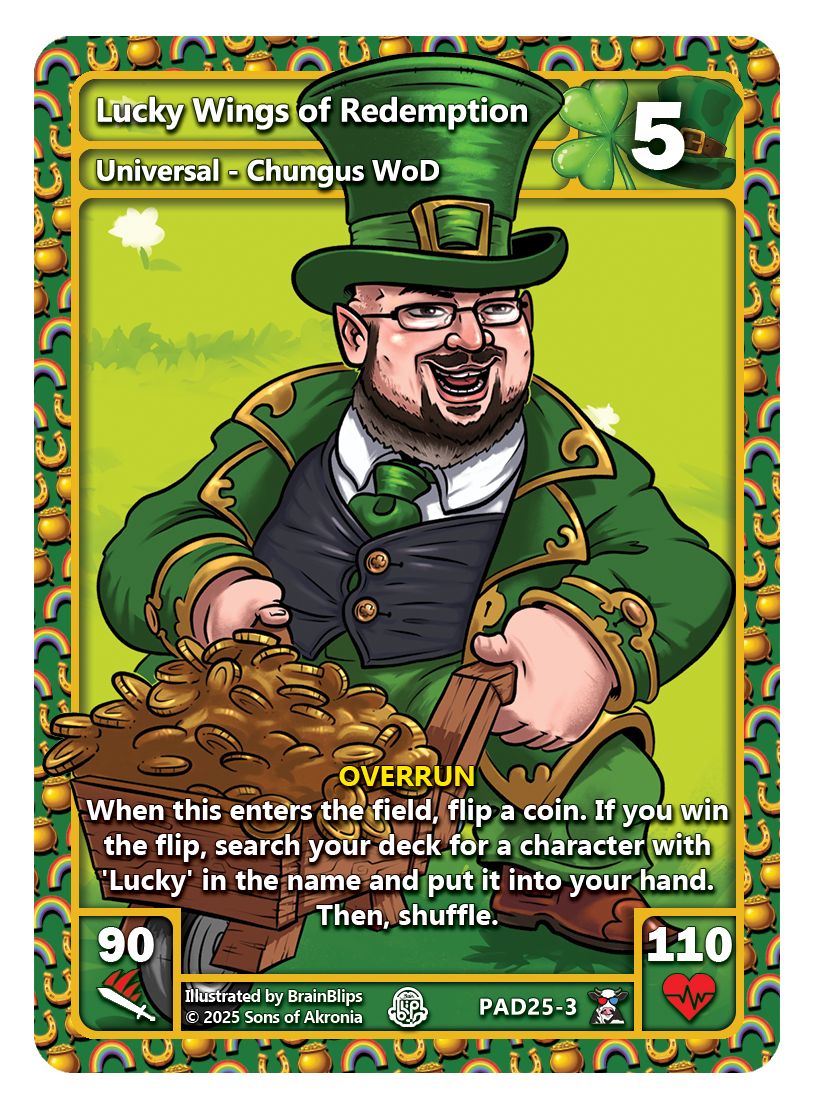 Lucky Wings of Redemption
5
Universal - Chungus WoD
OVERRUN
When this enters the field, flip a coin. If you win
the flip, search your deck for a character with
'Lucky' in the name and put it into your hand.
Then, shuffle.
90
110
Illustrated by BrainBlips
© 2025 Sons of Akronia
BLiP
PAD25-3